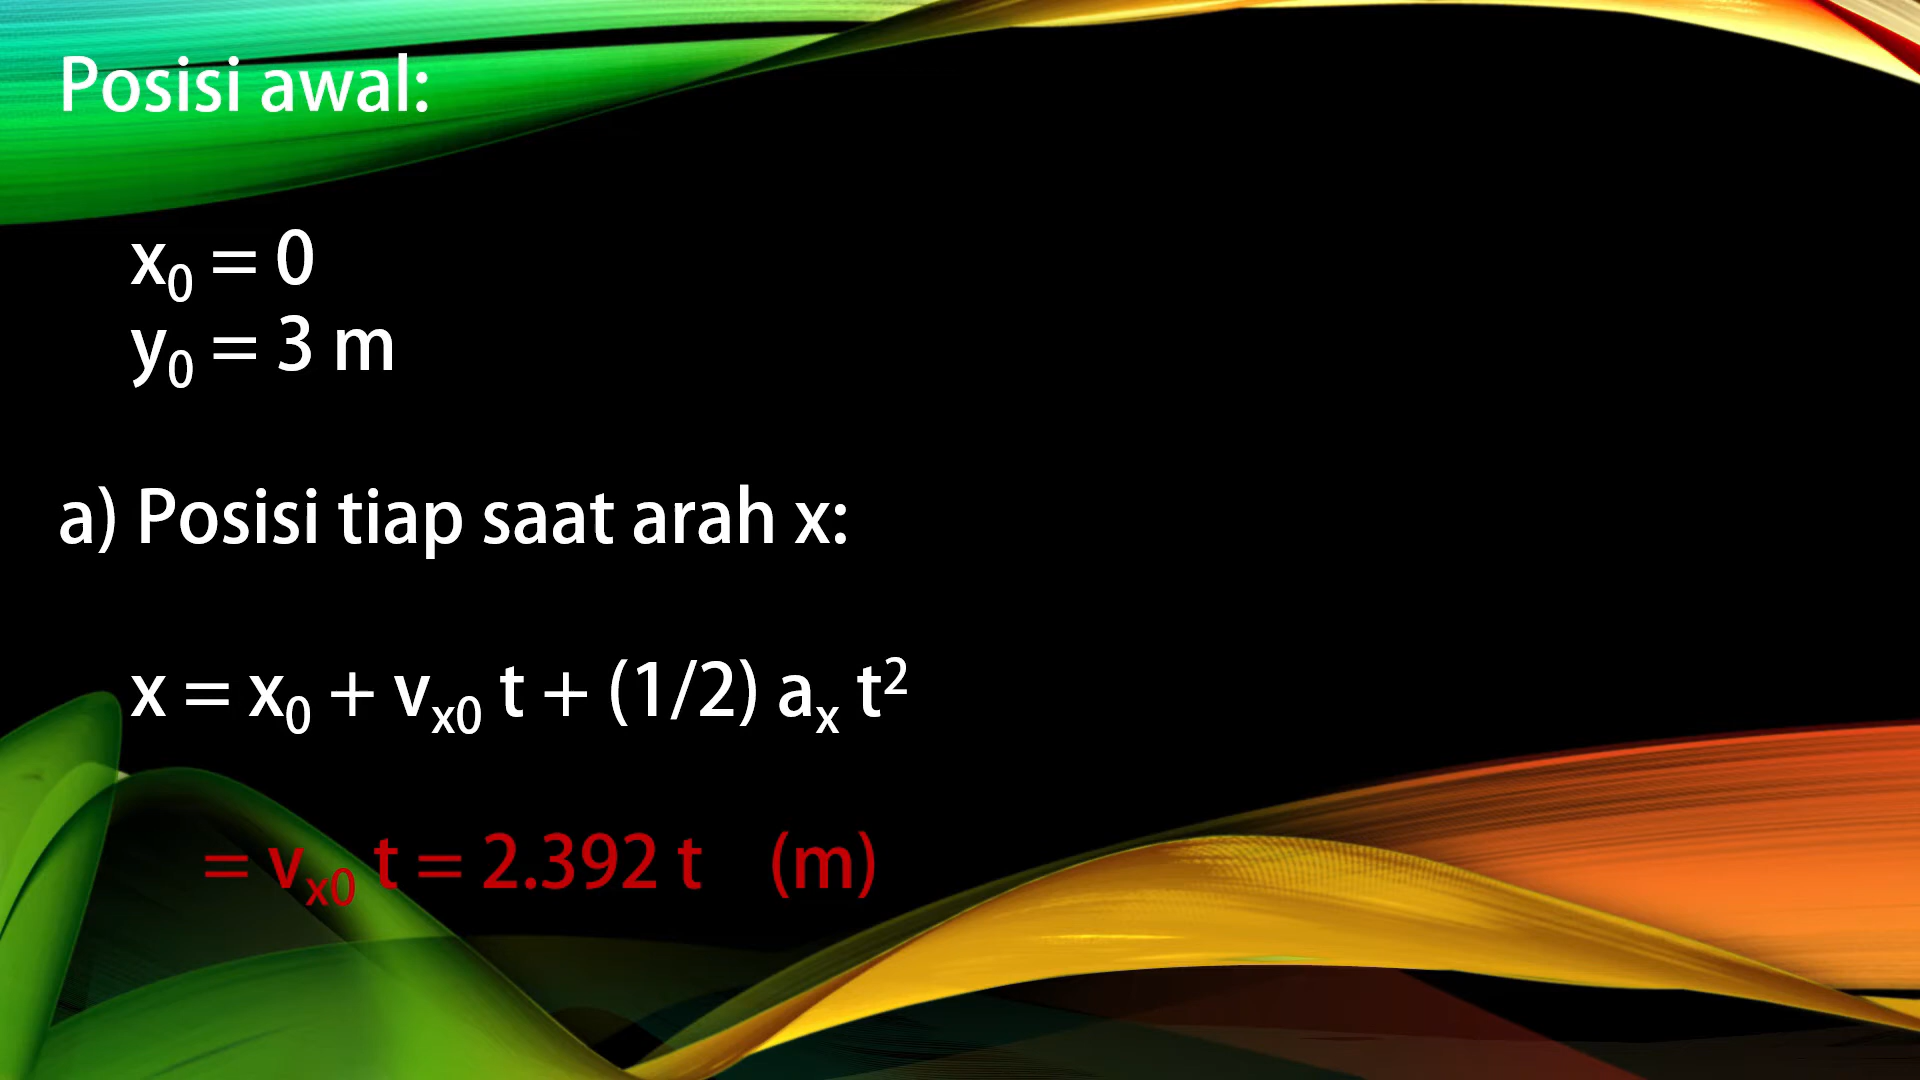 Posisi awal:
x₀ = 0
y₀ = 3 m
a) Posisi tiap saat arah x:
x = x₀ + vₓ₀ t + (1/2) aₓ t²
= vₓ₀ t = 2.392 t (m)